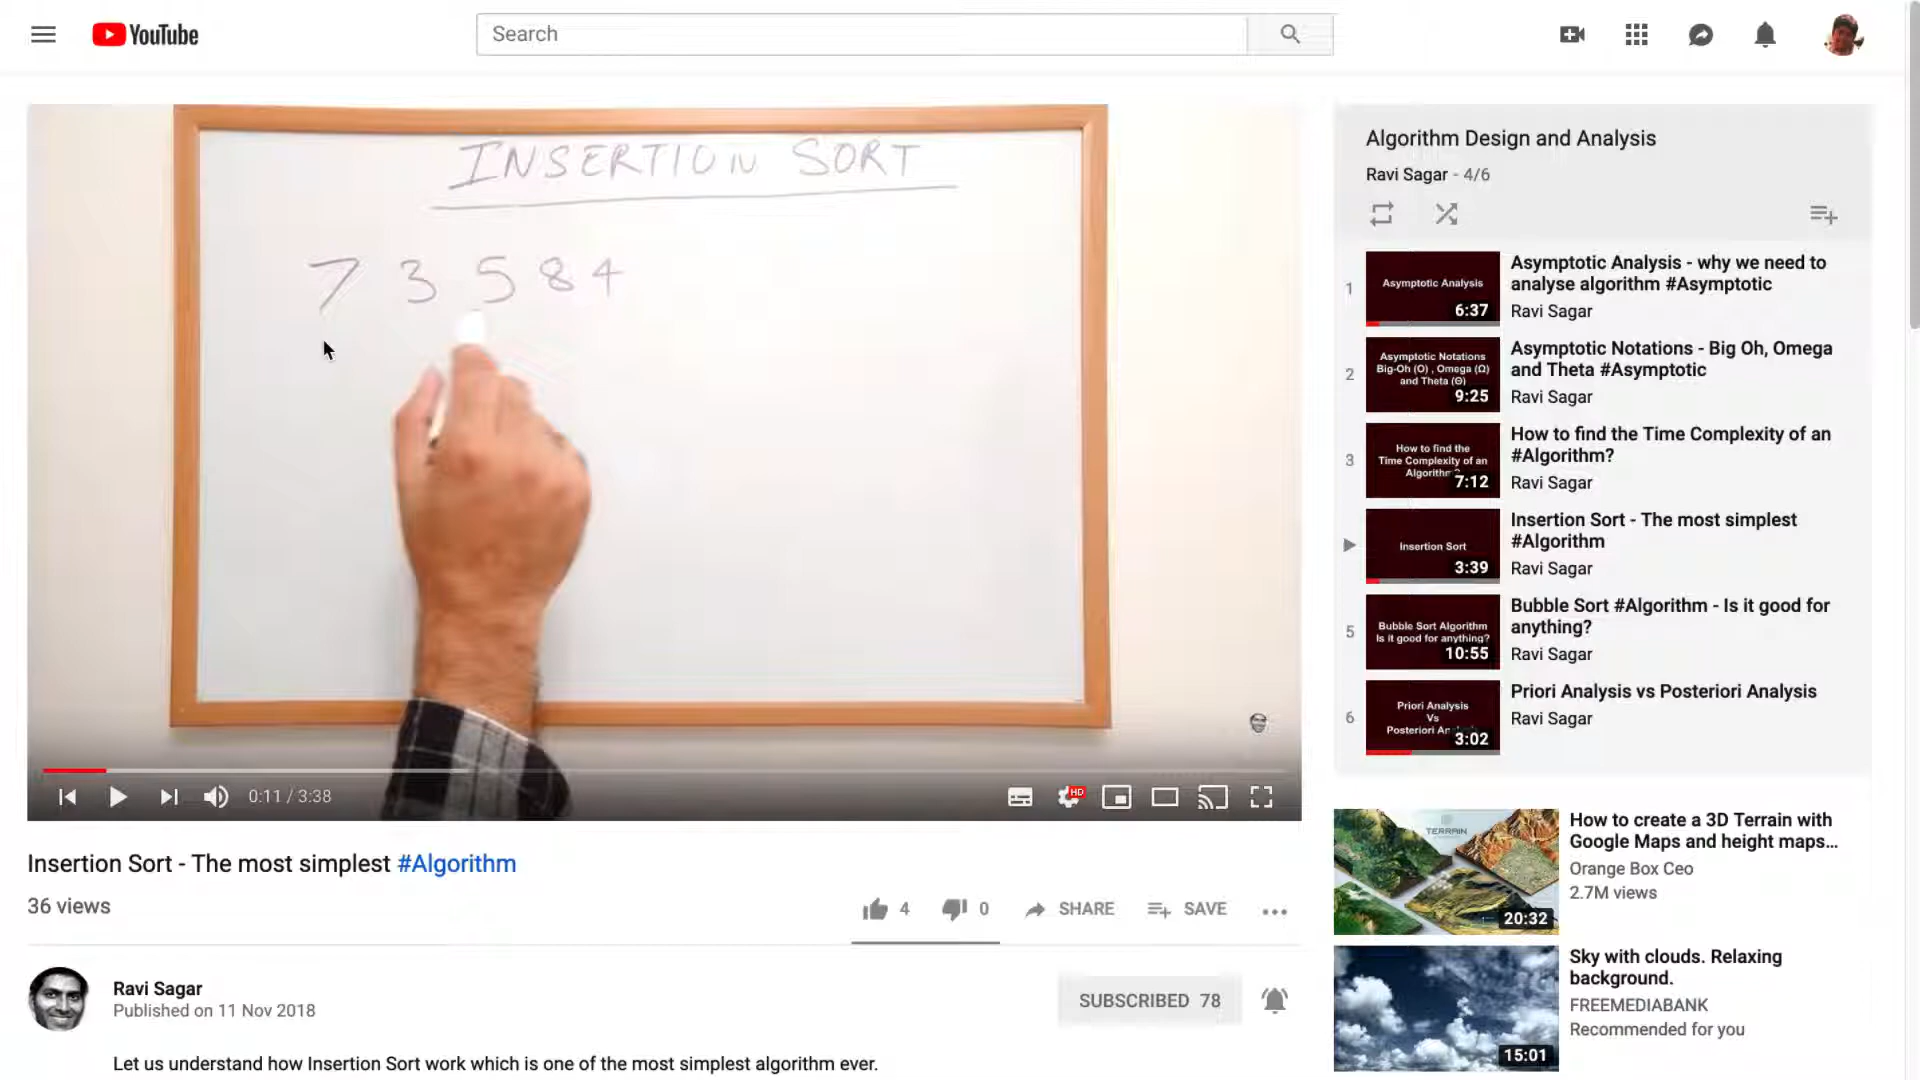 YouTube
Search
INSERTION SORT
7 3 5 8 4
0:11 / 3:38
HD
Insertion Sort - The most simplest #Algorithm
36 views
4
0
SHARE
SAVE
Ravi Sagar
Published on 11 Nov 2018
SUBSCRIBED 78
Let us understand how Insertion Sort work which is one of the most simplest algorithm ever.
Algorithm Design and Analysis
Ravi Sagar - 4/6
1
Asymptotic Analysis
6:37
Asymptotic Analysis - why we need to
analyse algorithm #Asymptotic
Ravi Sagar
2
Asymptotic Notations
Big-Oh (O) , Omega (Ω)
and Theta (Θ)
9:25
Asymptotic Notations - Big Oh, Omega
and Theta #Asymptotic
Ravi Sagar
3
How to find the
Time Complexity of an
7:12
How to find the Time Complexity of an
#Algorithm?
Ravi Sagar
Insertion Sort
3:39
Insertion Sort - The most simplest
#Algorithm
Ravi Sagar
5
Bubble Sort Algorithm
Is it good for anything?
10:55
Bubble Sort #Algorithm - Is it good for
anything?
Ravi Sagar
6
Priori Analysis
Vs
Posteriori
3:02
Priori Analysis vs Posteriori Analysis
Ravi Sagar
TERRAIN
20:32
How to create a 3D Terrain with
Google Maps and height maps...
Orange Box Ceo
2.7M views
15:01
Sky with clouds. Relaxing
background.
FREEMEDIABANK
Recommended for you